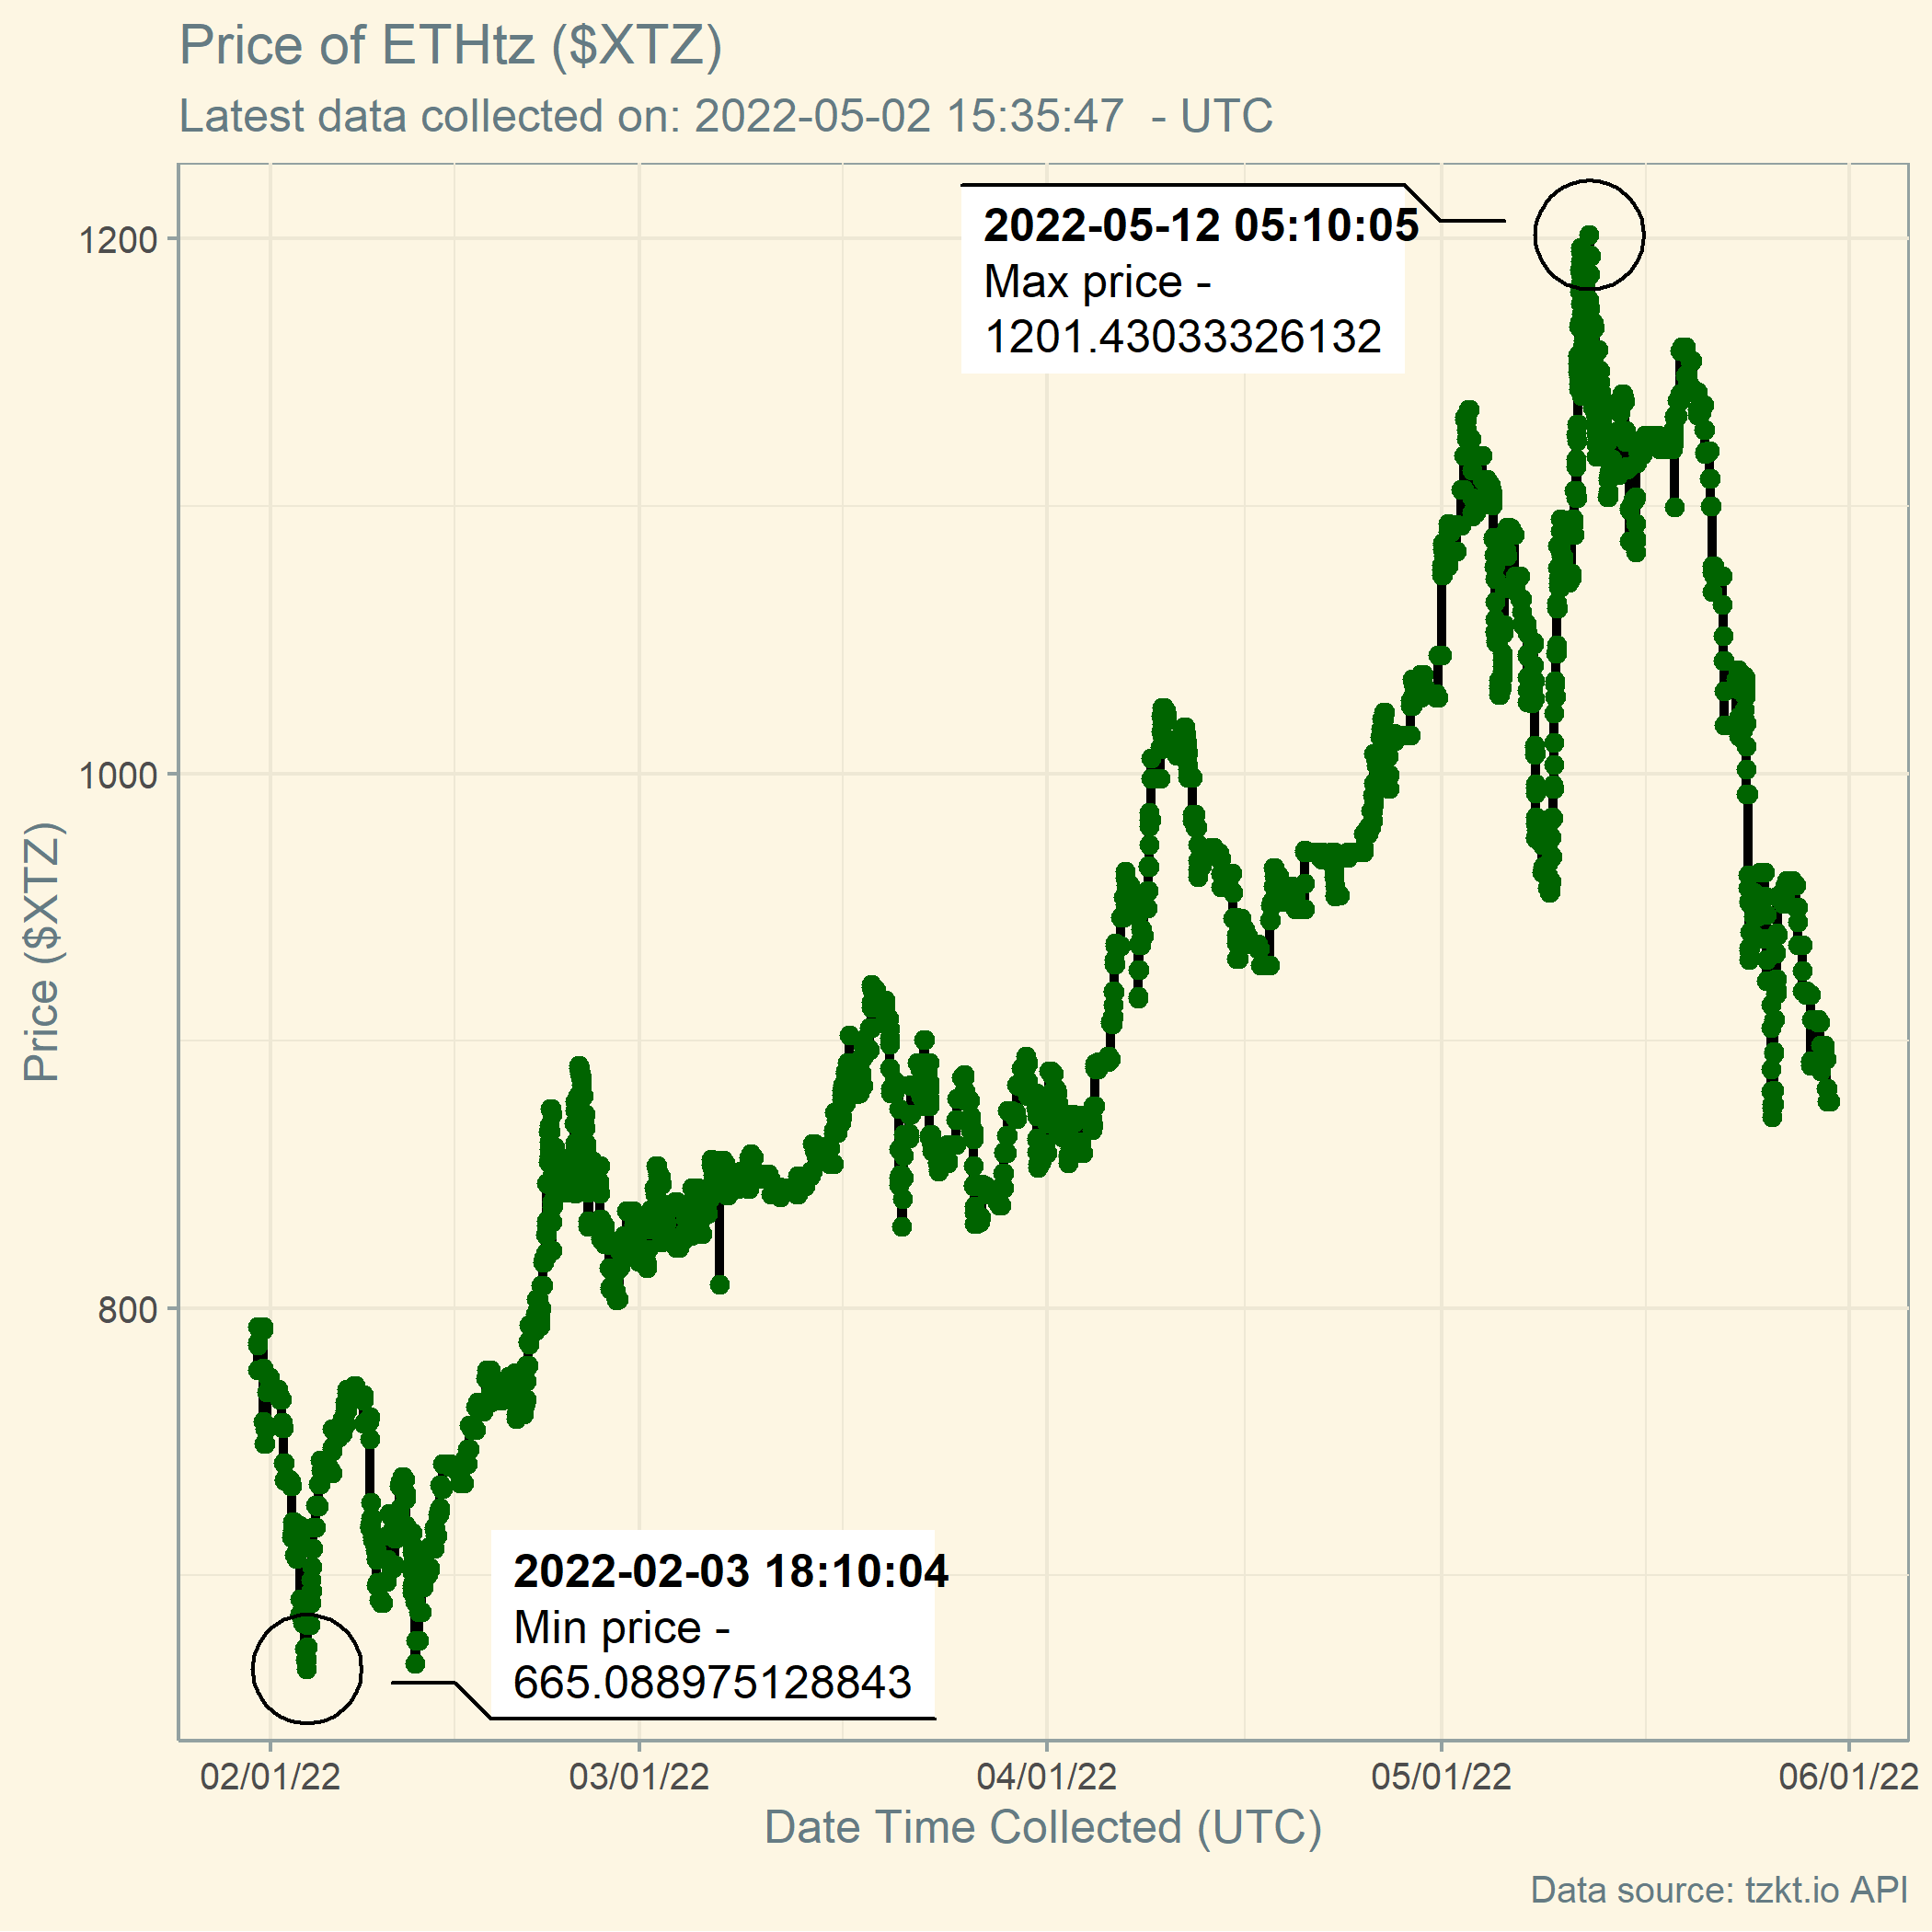 Price of ETHtz ($XTZ)
Latest data collected on: 2022-05-02 15:35:47  - UTC
2022-05-12 05:10:05
Max price -
1201.43033326132
1200
1000
800
Price ($XTZ)
2022-02-03 18:10:04
Min price -
665.088975128843
02/01/22
03/01/22
04/01/22
05/01/22
06/01/22
Date Time Collected (UTC)
Data source: tzkt.io API